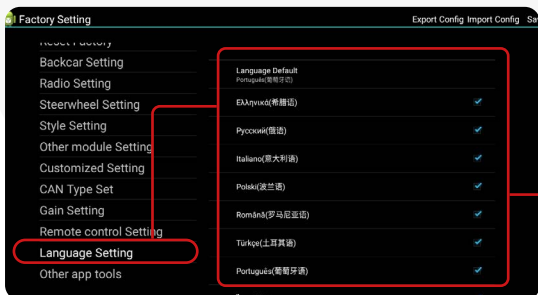 Factory Setting
Export Config Import Config
Reset Factory
Backcar Setting
Radio Setting
Steerwheel Setting
Style Setting
Other module Setting
Customized Setting
CAN Type Set
Gain Setting
Remote control Setting
Language Setting
Other app tools
Language Default
Português(葡萄牙语)
Ελληνικά(希腊语)
Русский(俄语)
Italiano(意大利语)
Polski(波兰语)
Română(罗马尼亚语)
Türkçe(土耳其语)
Português(葡萄牙语)